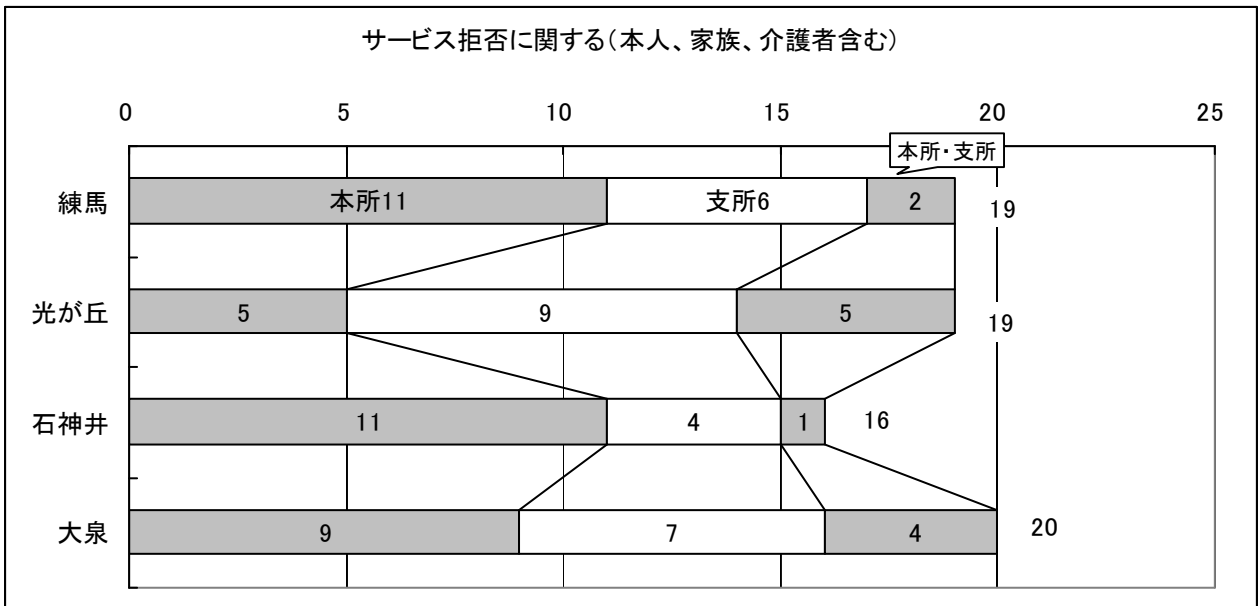 サービス拒否に関する(本人、家族、介護者含む)
0 5 10 15 20 25
本所・支所
練馬 本所11 支所6 2 19
光が丘 5 9 5 19
石神井 11 4 1 16
大泉 9 7 4 20